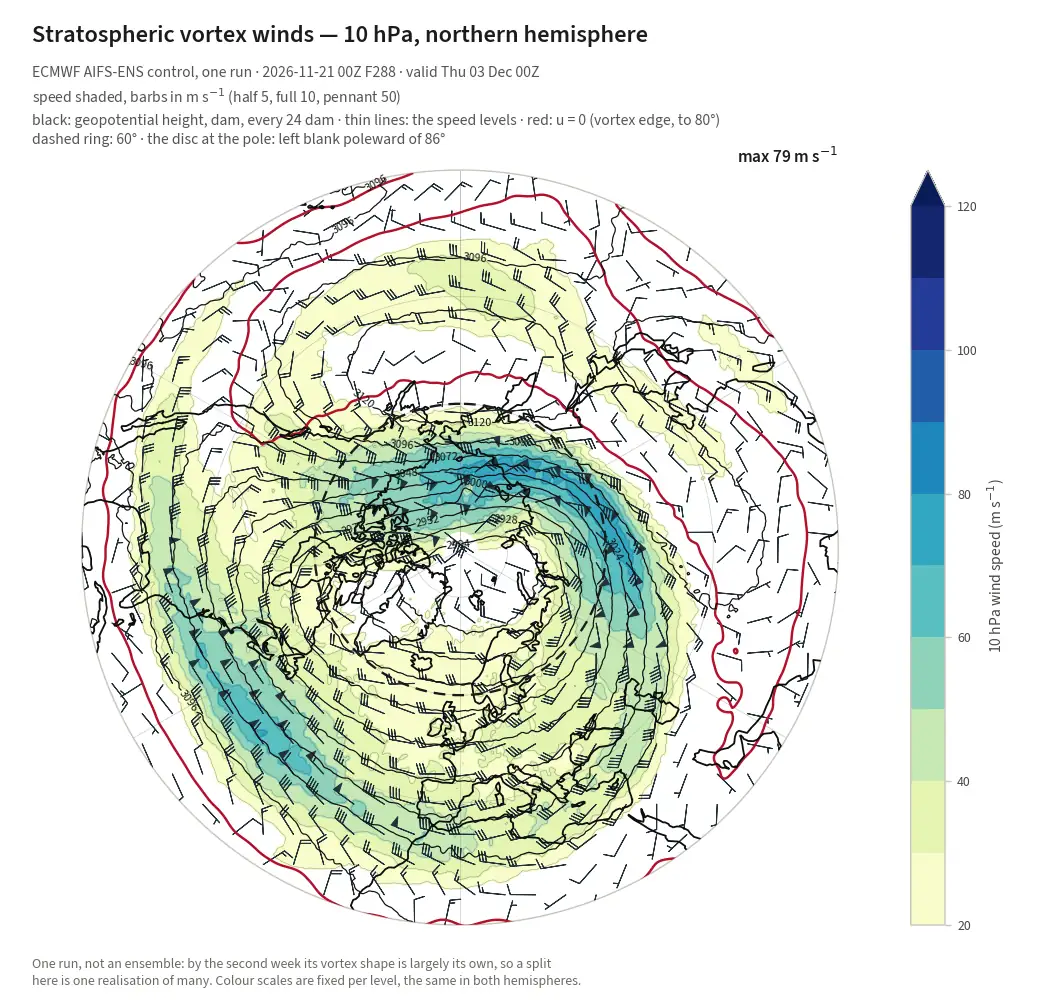 Stratospheric vortex winds — 10 hPa, northern hemisphere
ECMWF AIFS-ENS control, one run · 2026-11-21 00Z F288 · valid Thu 03 Dec 00Z
speed shaded, barbs in m s⁻¹ (half 5, full 10, pennant 50)
black: geopotential height, dam, every 24 dam · thin lines: the speed levels · red: u = 0 (vortex edge, to 80°)
dashed ring: 60° · the disc at the pole: left blank poleward of 86°
max 79 m s⁻¹
3096
3096
3096
3096
3120
3120
3096
3072
3048
3000
2952
2928
3024
3096
120
100
80
60
40
20
10 hPa wind speed (m s⁻¹)
One run, not an ensemble: by the second week its vortex shape is largely its own, so a split
here is one realisation of many. Colour scales are fixed per level, the same in both hemispheres.